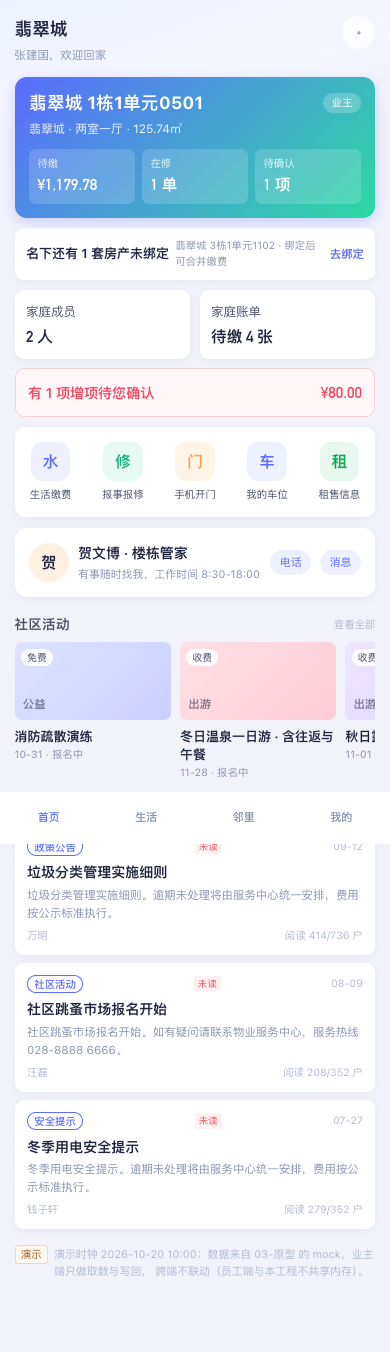 翡翠城
张建国，欢迎回家
翡翠城 1栋1单元0501
业主
翡翠城 · 两室一厅 · 125.74㎡
待缴
¥1,179.78
在修
1 单
待确认
1 项
名下还有 1 套房产未绑定
翡翠城 3栋1单元1102 · 绑定后
可合并缴费
去绑定
家庭成员
2 人
家庭账单
待缴 4 张
有 1 项增项待您确认
¥80.00
水
修
门
车
租
生活缴费
报事报修
手机开门
我的车位
租售信息
贺
贺文博 · 楼栋管家
有事随时找我，工作时间 8:30-18:00
电话
消息
社区活动
查看全部
免费
公益
消防疏散演练
10-31 · 报名中
收费
出游
冬日温泉一日游 · 含往返与
午餐
11-28 · 报名中
收费
出游
秋日
11-01
首页
生活
邻里
我的
政策公告
未读
09-12
垃圾分类管理实施细则
垃圾分类管理实施细则。逾期未处理将由服务中心统一安排，费用
按公示标准执行。
万明
阅读 414/736 户
社区活动
未读
08-09
社区跳蚤市场报名开始
社区跳蚤市场报名开始。如有疑问请联系物业服务中心，服务热线
028-8888 6666。
汪磊
阅读 208/352 户
安全提示
未读
07-27
冬季用电安全提示
冬季用电安全提示。逾期未处理将由服务中心统一安排，费用按公
示标准执行。
钱子轩
阅读 279/352 户
演示
演示时钟 2026-10-20 10:00；数据来自 03-原型 的 mock，业主
端只做取数与写回， 跨端不联动（员工端与本工程不共享内存）。